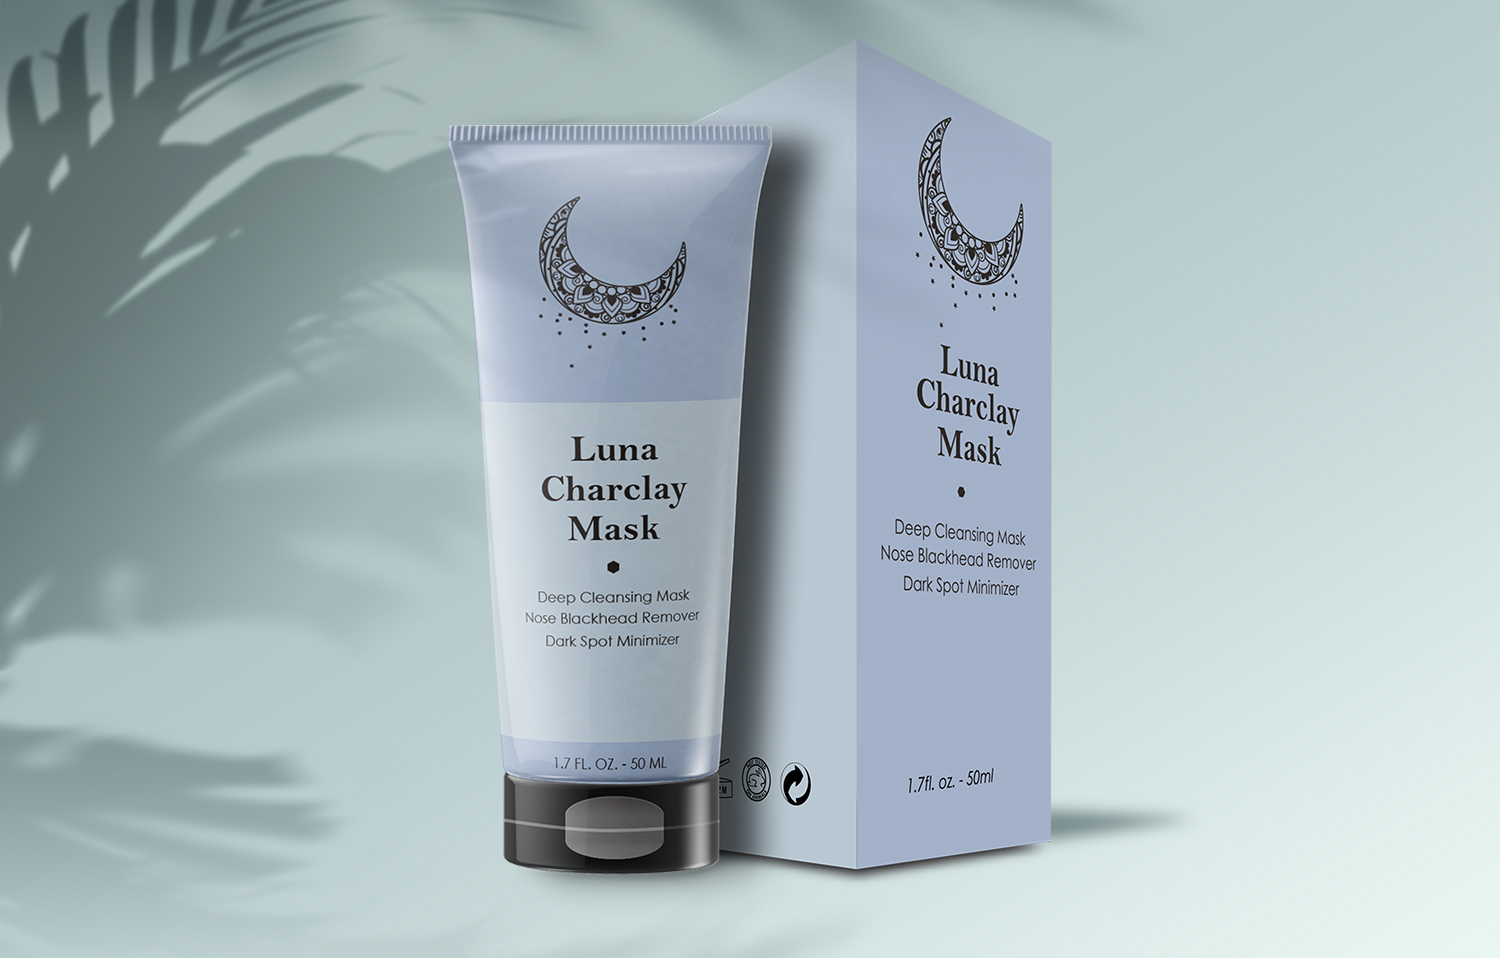 Luna
Charclay
Mask
Deep Cleansing Mask
Nose Blackhead Remover
Dark Spot Minimizer
1.7 FL. OZ. - 50 ML
Luna
Charclay
Mask
Deep Cleansing Mask
Nose Blackhead Remover
Dark Spot Minimizer
1.7fl. oz. - 50ml